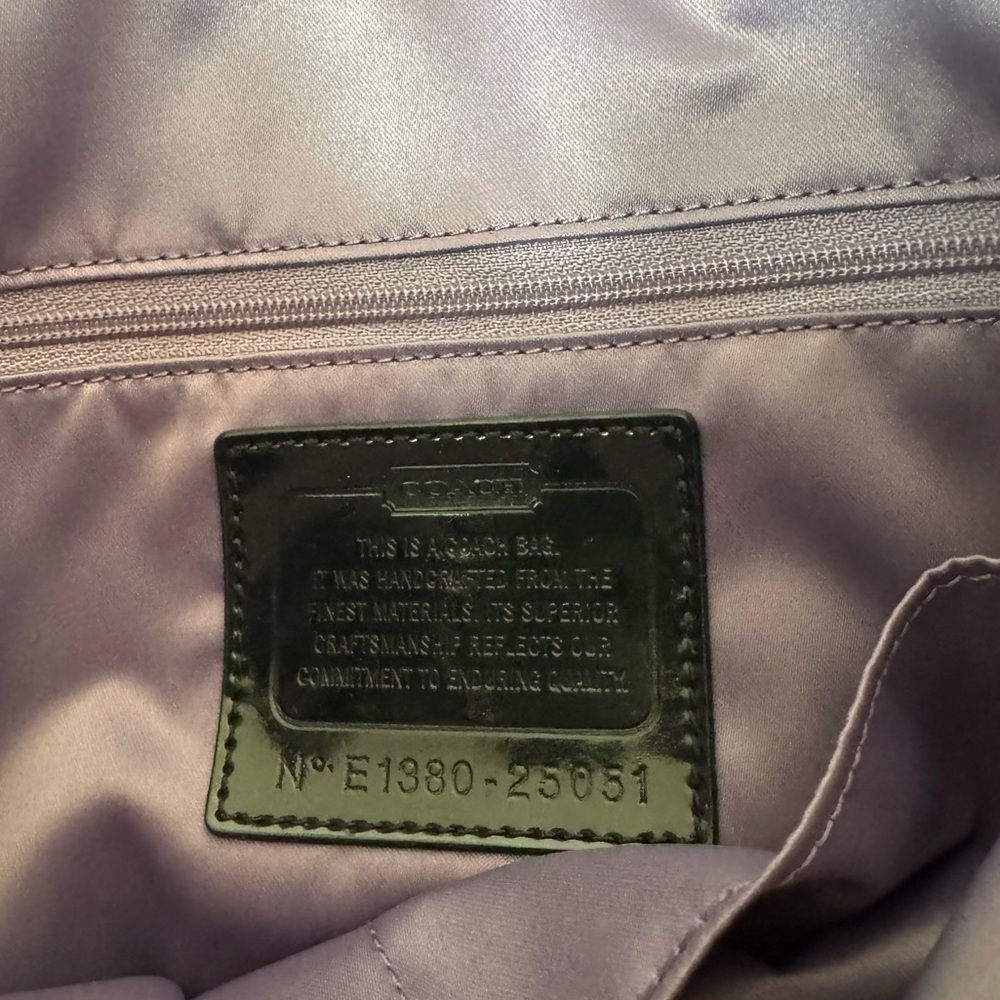 COACH
THIS IS A COACH BAG.
IT WAS HANDCRAFTED FROM THE
FINEST MATERIALS. ITS SUPERIOR
CRAFTSMANSHIP REFLECTS OUR
COMMITMENT TO ENDURING QUALITY.
Nº· E1380-25051